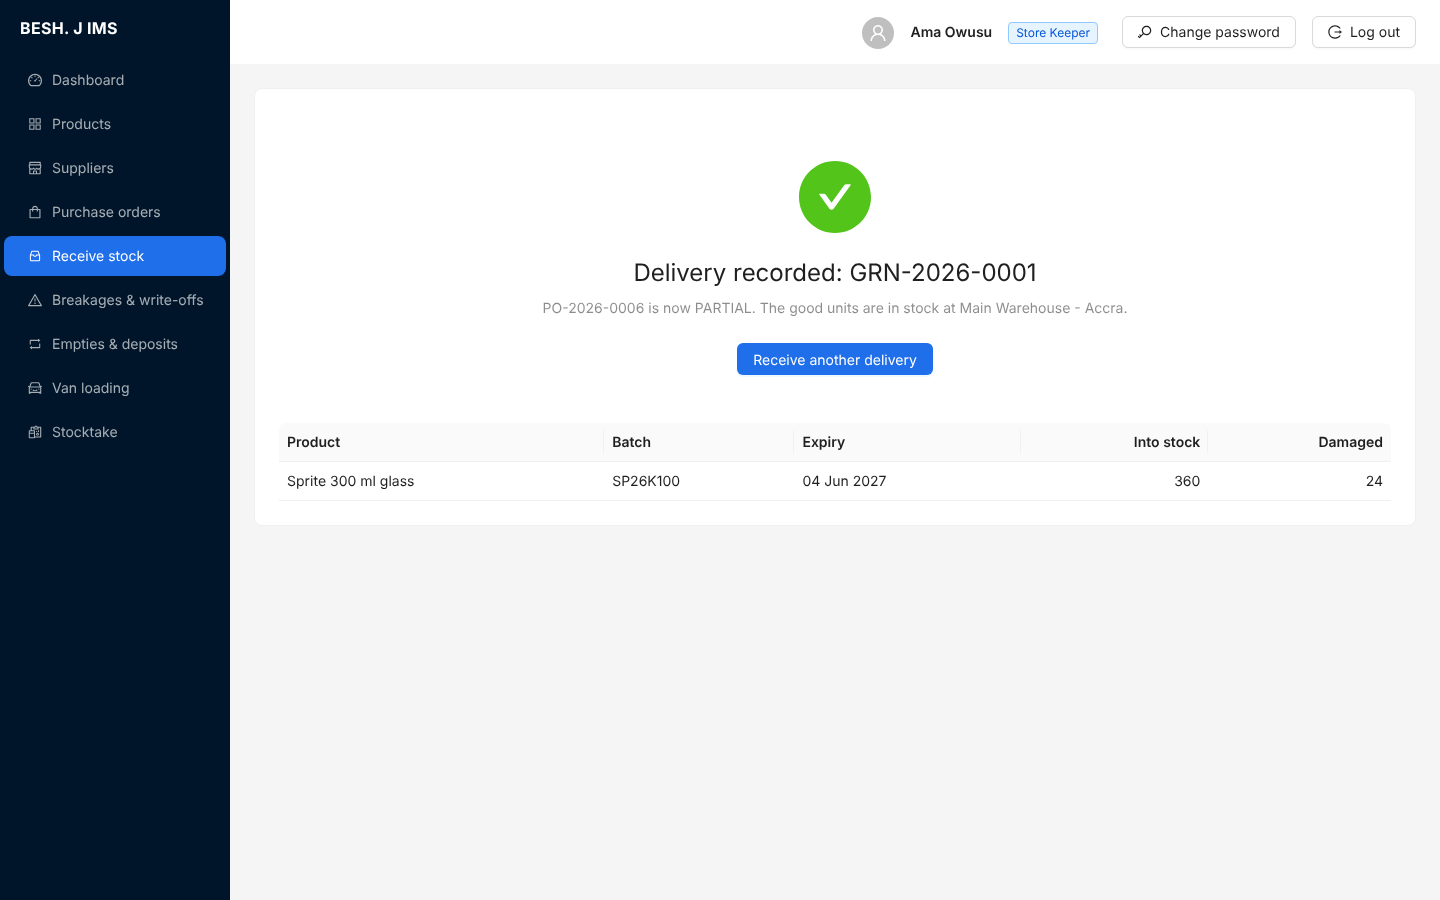 BESH. J IMS
Ama Owusu
Store Keeper
Change password
Log out
Dashboard
Products
Suppliers
Purchase orders
Receive stock
Breakages & write-offs
Empties & deposits
Van loading
Stocktake
Delivery recorded: GRN-2026-0001
PO-2026-0006 is now PARTIAL. The good units are in stock at Main Warehouse - Accra.
Receive another delivery
Product Batch Expiry Into stock Damaged
Sprite 300 ml glass SP26K100 04 Jun 2027 360 24